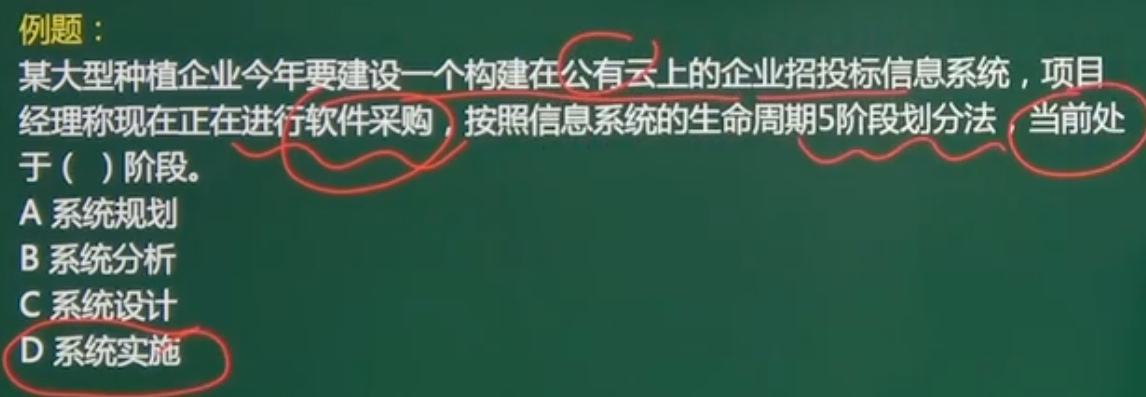 例题：
某大型种植企业今年要建设一个构建在公有云上的企业招投标信息系统，项目
经理称现在正在进行软件采购，按照信息系统的生命周期5阶段划分法，当前处
于（ ）阶段。
A 系统规划
B 系统分析
C 系统设计
D 系统实施